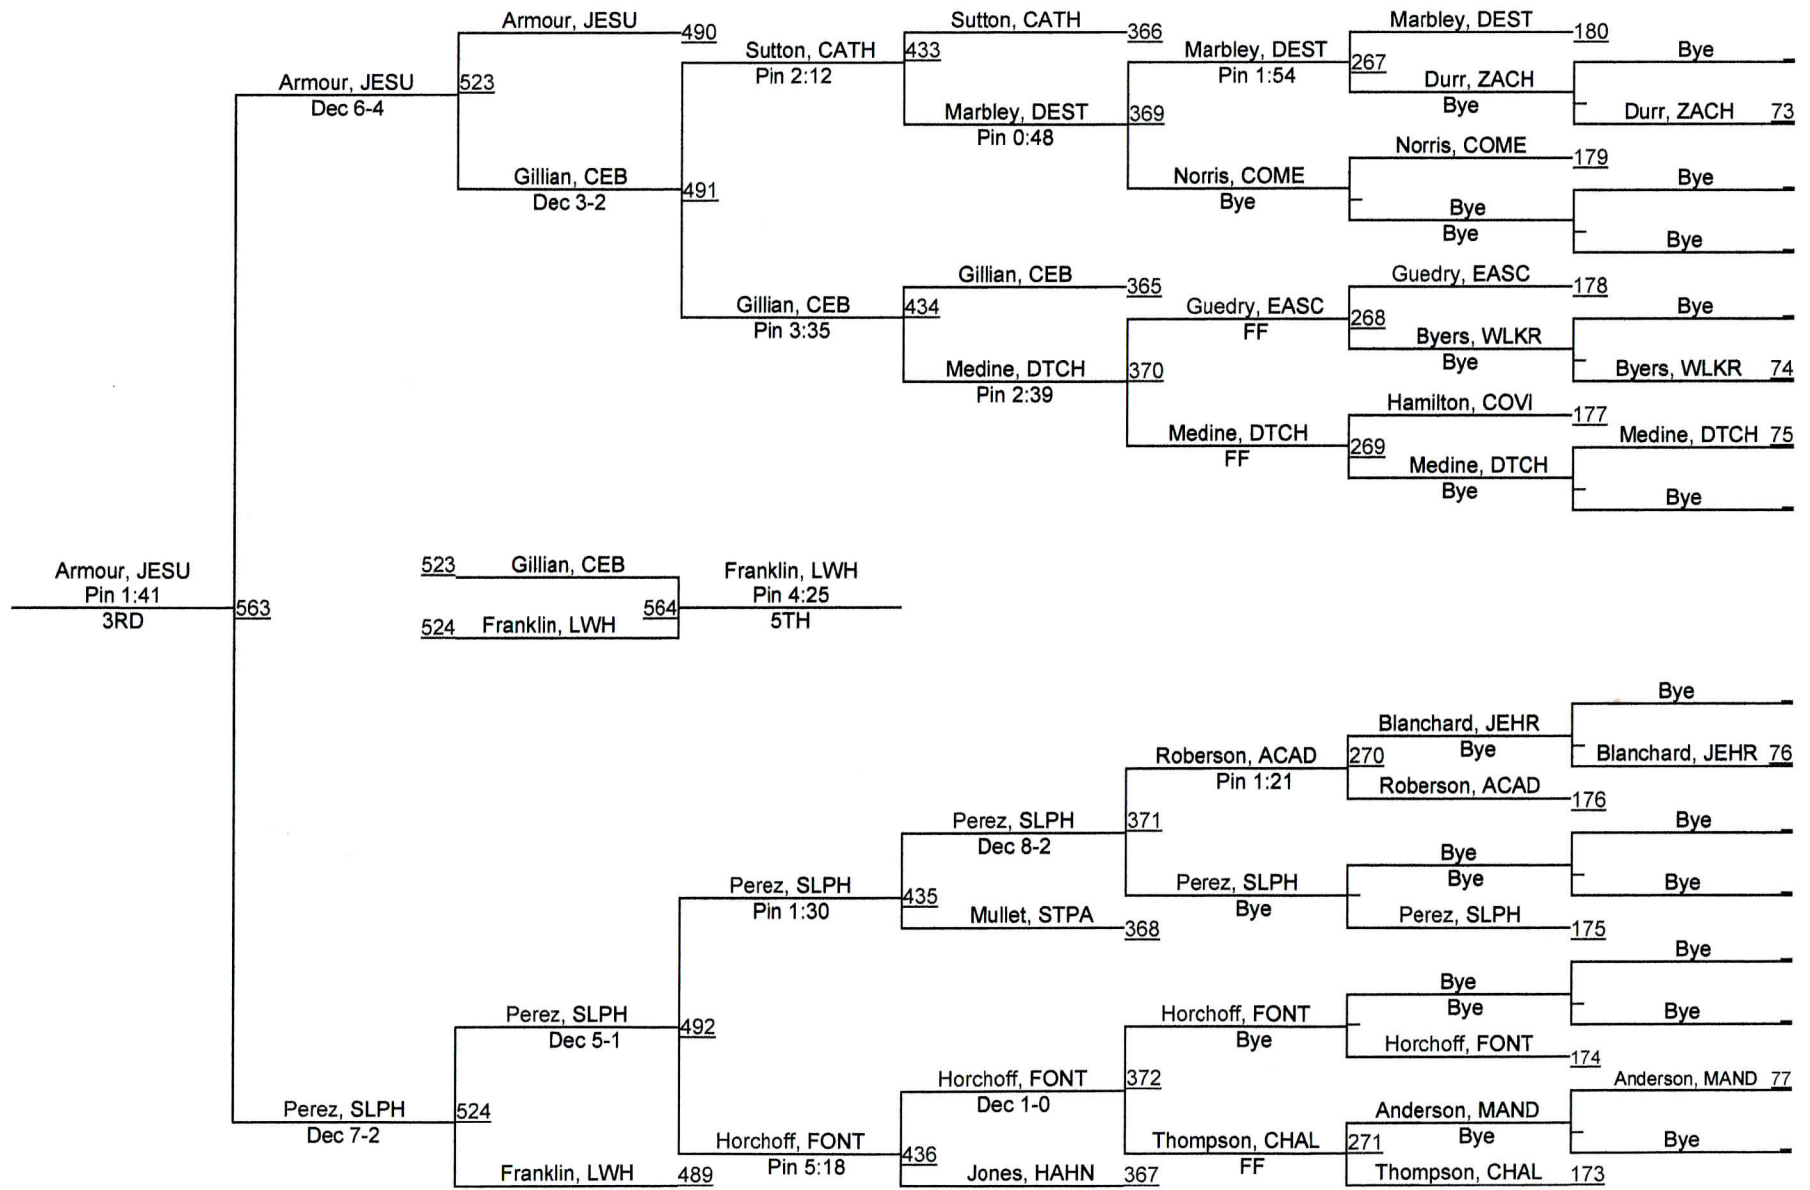 Armour, JESU
490
Sutton, CATH
366
Marbley, DEST
180
Bye
Sutton, CATH
433
Marbley, DEST
267
Pin 2:12
Pin 1:54
Durr, ZACH
Bye
Durr, ZACH 73
Armour, JESU
523
Dec 6-4
Marbley, DEST
369
Pin 0:48
Norris, COME
179
Gillian, CEB
491
Dec 3-2
Norris, COME
Bye
Bye
Bye
Bye
Bye
Gillian, CEB
365
Guedry, EASC
178
Gillian, CEB
434
Pin 3:35
Guedry, EASC
268
FF
Bye
Byers, WLKR
Bye
Byers, WLKR 74
Medine, DTCH
370
Pin 2:39
Hamilton, COVI
177
Medine, DTCH
269
FF
Medine, DTCH 75
Medine, DTCH
Bye
Bye
Armour, JESU
Pin 1:41
563
3RD
523
Gillian, CEB
Franklin, LWH
Pin 4:25
564
5TH
524
Franklin, LWH
Bye
Blanchard, JEHR
Bye
Blanchard, JEHR 76
Roberson, ACAD
270
Pin 1:21
Roberson, ACAD
176
Perez, SLPH
371
Dec 8-2
Bye
Bye
Bye
Bye
Perez, SLPH
435
Pin 1:30
Perez, SLPH
Bye
Mullet, STPA
368
Perez, SLPH
175
Bye
Bye
Bye
Bye
Perez, SLPH
492
Dec 5-1
Horchoff, FONT
Bye
Horchoff, FONT
174
Horchoff, FONT
372
Dec 1-0
Anderson, MAND 77
Perez, SLPH
524
Dec 7-2
Anderson, MAND
Bye
Bye
Horchoff, FONT
436
Pin 5:18
Thompson, CHAL
271
FF
Franklin, LWH
489
Jones, HAHN
367
Thompson, CHAL
173